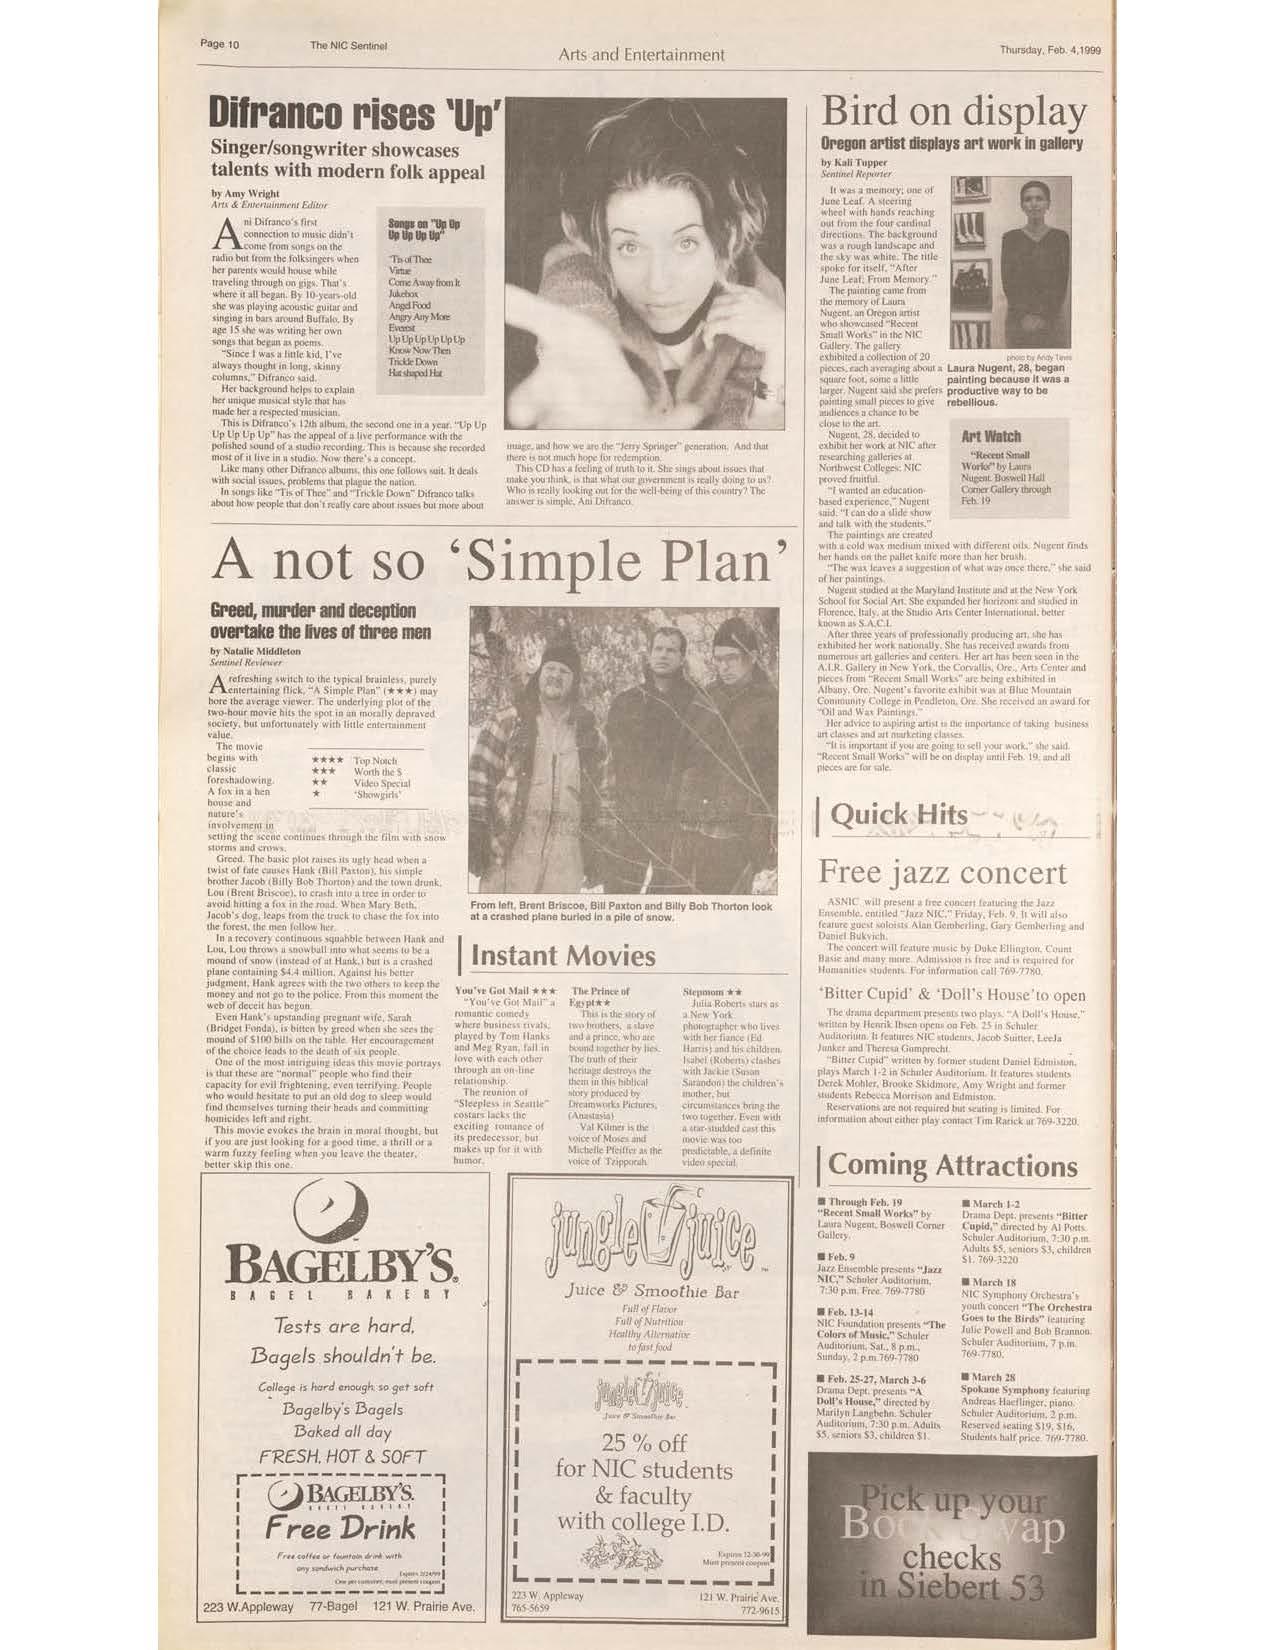 Page 10
The NIC Sentinel
Arts and Entertainment
Thursday, Feb. 4,1999
Difranco rises 'Up'
Singer/songwriter showcases
talents with modern folk appeal
by Amy Wright
Arts & Entertainment Editor
Ani Difranco's first
connection to music didn't
come from songs on the
radio but from the folksingers when
her parents would house while
traveling through on gigs. That's
where it all began. By 10-years-old
she was playing acoustic guitar and
singing in bars around Buffalo. By
age 15 she was writing her own
songs that began as poems.
"Since I was a little kid, I've
always thought in long, skinny
columns," Difranco said.
Her background helps to explain
her unique musical style that has
made her a respected musician.
This is Difranco's 12th album, the second one in a year. "Up Up
Up Up Up Up" has the appeal of a live performance with the
polished sound of a studio recording. This is because she recorded
most of it live in a studio. Now there's a concept.
Like many other Difranco albums, this one follows suit. It deals
with social issues, problems that plague the nation.
In songs like "Tis of Thee" and "Trickle Down" Difranco talks
about how people that don't really care about issues but more about
Songs on "Up Up
Up Up Up Up"
'Tis of Thee
Virtue
Come Away from It
Jukebox
Angel Food
Angry Any More
Everest
Up Up Up Up Up Up
Know Now Then
Trickle Down
Hat shaped Hat
image, and how we are the "Jerry Springer" generation. And that
there is not much hope for redemption.
This CD has a feeling of truth to it. She sings about issues that
make you think, is that what our government is really doing to us?
Who is really looking out for the well-being of this country? The
answer is simple, Ani Difranco.
A not so 'Simple Plan'
Greed, murder and deception
overtake the lives of three men
by Natalie Middleton
Sentinel Reviewer
A refreshing switch to the typical brainless, purely
entertaining flick, "A Simple Plan" (★★★) may
bore the average viewer. The underlying plot of the
two-hour movie hits the spot in an morally depraved
society, but unfortunately with little entertainment
value.
The movie
begins with
classic
foreshadowing.
A fox in a hen
house and
nature's
involvement in
setting the scene continues through the film with snow
storms and crows.
Greed. The basic plot raises its ugly head when a
twist of fate causes Hank (Bill Paxton), his simple
brother Jacob (Billy Bob Thorton) and the town drunk,
Lou (Brent Briscoe), to crash into a tree in order to
avoid hitting a fox in the road. When Mary Beth,
Jacob's dog, leaps from the truck to chase the fox into
the forest, the men follow her.
In a recovery continuous squabble between Hank and
Lou, Lou throws a snowball into what seems to be a
mound of snow (instead of at Hank,) but is a crashed
plane containing $4.4 million. Against his better
judgment, Hank agrees with the two others to keep the
money and not go to the police. From this moment the
web of deceit has begun.
Even Hank's upstanding pregnant wife, Sarah
(Bridget Fonda), is bitten by greed when she sees the
mound of $100 bills on the table. Her encouragement
of the choice leads to the death of six people.
One of the most intriguing ideas this movie portrays
is that these are "normal" people who find their
capacity for evil frightening, even terrifying. People
who would hesitate to put an old dog to sleep would
find themselves turning their heads and committing
homicides left and right.
This movie evokes the brain in moral thought, but
if you are just looking for a good time, a thrill or a
warm fuzzy feeling when you leave the theater,
better skip this one.
★★★★ Top Notch
★★★ Worth the $
★★ Video Special
★ 'Showgirls'
From left, Brent Briscoe, Bill Paxton and Billy Bob Thorton look
at a crashed plane buried in a pile of snow.
Instant Movies
You've Got Mail ★★★
"You've Got Mail" a
romantic comedy
where business rivals,
played by Tom Hanks
and Meg Ryan, fall in
love with each other
through an on-line
relationship.
The reunion of
"Sleepless in Seattle"
costars lacks the
exciting romance of
its predecessor, but
makes up for it with
humor.
The Prince of
Egypt★★
This is the story of
two brothers, a slave
and a prince, who are
bound together by lies.
The truth of their
heritage destroys the
them in this biblical
story produced by
Dreamworks Pictures,
(Anastasia)
Val Kilmer is the
voice of Moses and
Michelle Pfeiffer as the
voice of Tzipporah.
Stepmom ★★
Julia Roberts stars as
a New York
photographer who lives
with her fiance (Ed
Harris) and his children.
Isabel (Roberts) clashes
with Jackie (Susan
Sarandon) the children's
mother, but
circumstances bring the
two together. Even with
a star-studded cast this
movie was too
predictable, a definite
video special.
Bird on display
Oregon artist displays art work in gallery
by Kali Tupper
Sentinel Reporter
It was a memory; one of
June Leaf. A steering
wheel with hands reaching
out from the four cardinal
directions. The background
was a rough landscape and
the sky was white. The title
spoke for itself, "After
June Leaf; From Memory."
The painting came from
the memory of Laura
Nugent, an Oregon artist
who showcased "Recent
Small Works" in the NIC
Gallery. The gallery
exhibited a collection of 20
pieces, each averaging about a
square foot, some a little
larger. Nugent said she prefers
painting small pieces to give
audiences a chance to be
close to the art.
Nugent, 28, decided to
exhibit her work at NIC after
researching galleries at
Northwest Colleges; NIC
proved fruitful.
"I wanted an education-
based experience," Nugent
said. "I can do a slide show
and talk with the students."
The paintings are created
with a cold wax medium mixed with different oils. Nugent finds
her hands on the pallet knife more than her brush.
"The wax leaves a suggestion of what was once there," she said
of her paintings.
Nugent studied at the Maryland Institute and at the New York
School for Social Art. She expanded her horizons and studied in
Florence, Italy, at the Studio Arts Center International, better
known as S.A.C.I.
After three years of professionally producing art, she has
exhibited her work nationally. She has received awards from
numerous art galleries and centers. Her art has been seen in the
A.I.R. Gallery in New York, the Corvallis, Ore., Arts Center and
pieces from "Recent Small Works" are being exhibited in
Albany, Ore. Nugent's favorite exhibit was at Blue Mountain
Community College in Pendleton, Ore. She received an award for
"Oil and Wax Paintings."
Her advice to aspiring artist is the importance of taking business
art classes and art marketing classes.
"It is important if you are going to sell your work," she said.
"Recent Small Works" will be on display until Feb. 19, and all
pieces are for sale.
photo by Andy Tevis
Laura Nugent, 28, began
painting because it was a
productive way to be
rebellious.
Art Watch
"Recent Small
Works" by Laura
Nugent. Boswell Hall
Corner Gallery through
Feb. 19
Quick Hits
Free jazz concert
ASNIC will present a free concert featuring the Jazz
Ensemble, entitled "Jazz NIC," Friday, Feb. 9. It will also
feature guest soloists Alan Gemberling, Gary Gemberling and
Daniel Bukvich.
The concert will feature music by Duke Ellington, Count
Basie and many more. Admission is free and is required for
Humanities students. For information call 769-7780.
'Bitter Cupid' & 'Doll's House'to open
The drama department presents two plays. "A Doll's House,"
written by Henrik Ibsen opens on Feb. 25 in Schuler
Auditorium. It features NIC students, Jacob Suitter, LeeJa
Junker and Theresa Gumprecht.
"Bitter Cupid" written by former student Daniel Edmiston,
plays March 1-2 in Schuler Auditorium. It features students
Derek Mohler, Brooke Skidmore, Amy Wright and former
students Rebecca Morrison and Edmiston.
Reservations are not required but seating is limited. For
information about either play contact Tim Rarick at 769-3220.
Coming Attractions
■ Through Feb. 19
"Recent Small Works" by
Laura Nugent, Boswell Corner
Gallery.
■ Feb. 9
Jazz Ensemble presents "Jazz
NIC," Schuler Auditorium,
7:30 p.m. Free. 769-7780
■ Feb. 13-14
NIC Foundation presents "The
Colors of Music," Schuler
Auditorium, Sat., 8 p.m.,
Sunday, 2 p.m.769-7780
■ Feb. 25-27, March 3-6
Drama Dept. presents "A
Doll's House," directed by
Marilyn Langbehn. Schuler
Auditorium, 7:30 p.m. Adults
$5, seniors $3, children $1.
■ March 1-2
Drama Dept. presents "Bitter
Cupid," directed by Al Potts.
Schuler Auditorium, 7:30 p.m.
Adults $5, seniors $3, children
$1. 769-3220
■ March 18
NIC Symphony Orchestra's
youth concert "The Orchestra
Goes to the Birds" featuring
Julie Powell and Bob Brannon.
Schuler Auditorium, 7 p.m.
769-7780.
■ March 28
Spokane Symphony featuring
Andreas Haeflinger, piano.
Schuler Auditorium, 2 p.m.
Reserved seating $19, $16,
Students half price. 769-7780.
BAGELBY'S
BAGEL BAKERY
Tests are hard,
Bagels shouldn't be.
College is hard enough, so get soft
Bagelby's Bagels
Baked all day
FRESH, HOT & SOFT
BAGELBY'S
BAGEL BAKERY
Free Drink
Free coffee or fountain drink with
any sandwich purchase
Expires 2/24/99
One per customer, must present coupon
223 W.Appleway 77-Bagel 121 W. Prairie Ave.
jungle juice
Juice & Smoothie Bar
Full of Flavor
Full of Nutrition
Healthy Alternative
to fast food
jungle juice
Juice & Smoothie Bar
25 % off
for NIC students
& faculty
with college I.D.
Expires 12-30-99
Must present coupon
223 W. Appleway
765-5659
121 W. Prairie Ave.
772-9615
Pick up your
Book Swap
checks
in Siebert 53